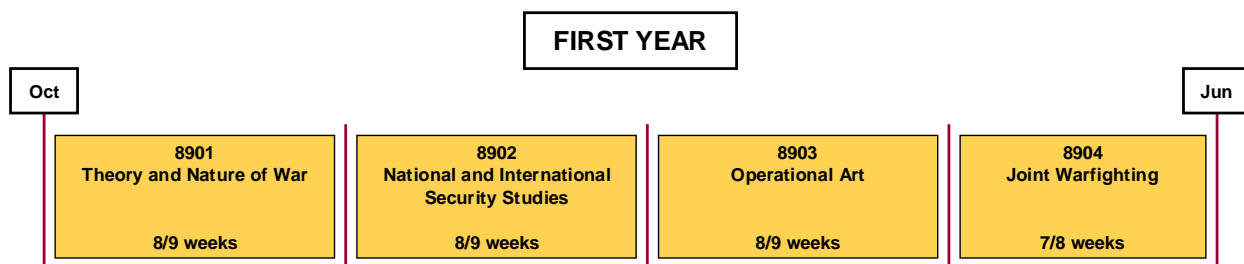 FIRST YEAR
Oct
Jun
8901
Theory and Nature of War
8/9 weeks
8902
National and International
Security Studies
8/9 weeks
8903
Operational Art
8/9 weeks
8904
Joint Warfighting
7/8 weeks